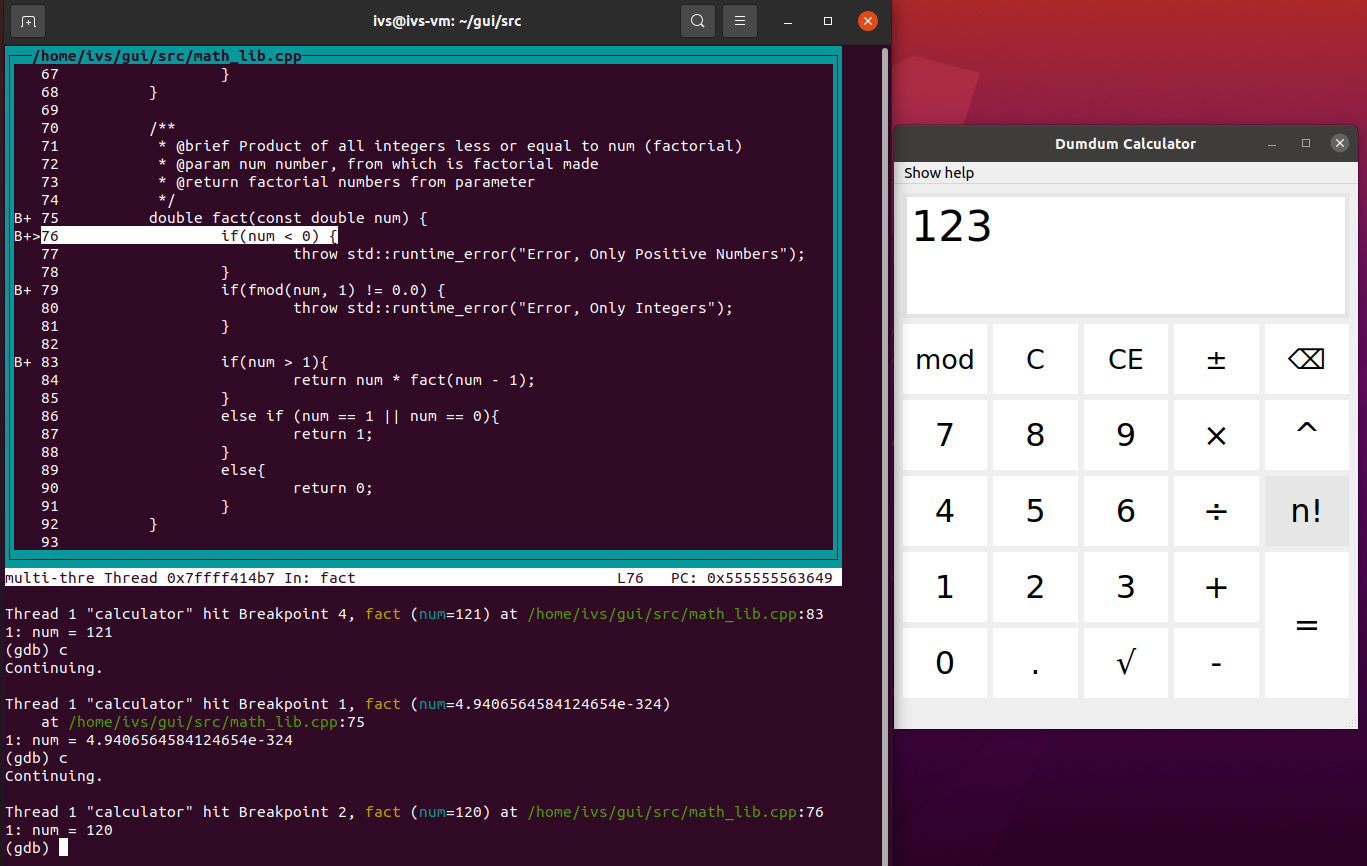 ivs@ivs-vm: ~/gui/src
/home/ivs/gui/src/math_lib.cpp
67 }
68 }
69
70 /**
71 * @brief Product of all integers less or equal to num (factorial)
72 * @param num number, from which is factorial made
73 * @return factorial numbers from parameter
74 */
B+ 75 double fact(const double num) {
B+>76 if(num < 0) {
77 throw std::runtime_error("Error, Only Positive Numbers");
78 }
B+ 79 if(fmod(num, 1) != 0.0) {
80 throw std::runtime_error("Error, Only Integers");
81 }
82
B+ 83 if(num > 1){
84 return num * fact(num - 1);
85 }
86 else if (num == 1 || num == 0){
87 return 1;
88 }
89 else{
90 return 0;
91 }
92 }
93
multi-thre Thread 0x7ffff414b7 In: fact L76 PC: 0x555555563649
Thread 1 "calculator" hit Breakpoint 4, fact (num=121) at /home/ivs/gui/src/math_lib.cpp:83
1: num = 121
(gdb) c
Continuing.
Thread 1 "calculator" hit Breakpoint 1, fact (num=4.9406564584124654e-324)
at /home/ivs/gui/src/math_lib.cpp:75
1: num = 4.9406564584124654e-324
(gdb) c
Continuing.
Thread 1 "calculator" hit Breakpoint 2, fact (num=120) at /home/ivs/gui/src/math_lib.cpp:76
1: num = 120
(gdb)
Dumdum Calculator
Show help
123
mod C CE ± ⌫
7 8 9 × ^
4 5 6 ÷ n!
1 2 3 +
=
0 . √ -